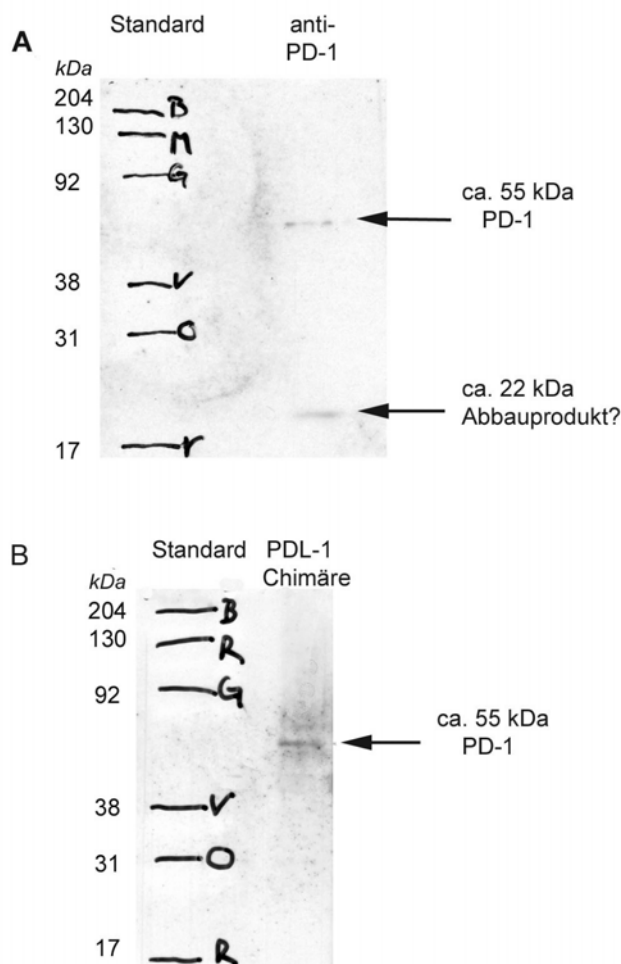 A
Standard
anti-
PD-1
kDa
204
B
130
M
92
G
ca. 55 kDa
PD-1
38
V
31
O
ca. 22 kDa
Abbauprodukt?
17
r
B
Standard
PDL-1
Chimäre
kDa
204
B
130
R
92
G
ca. 55 kDa
PD-1
38
V
31
O
17
R